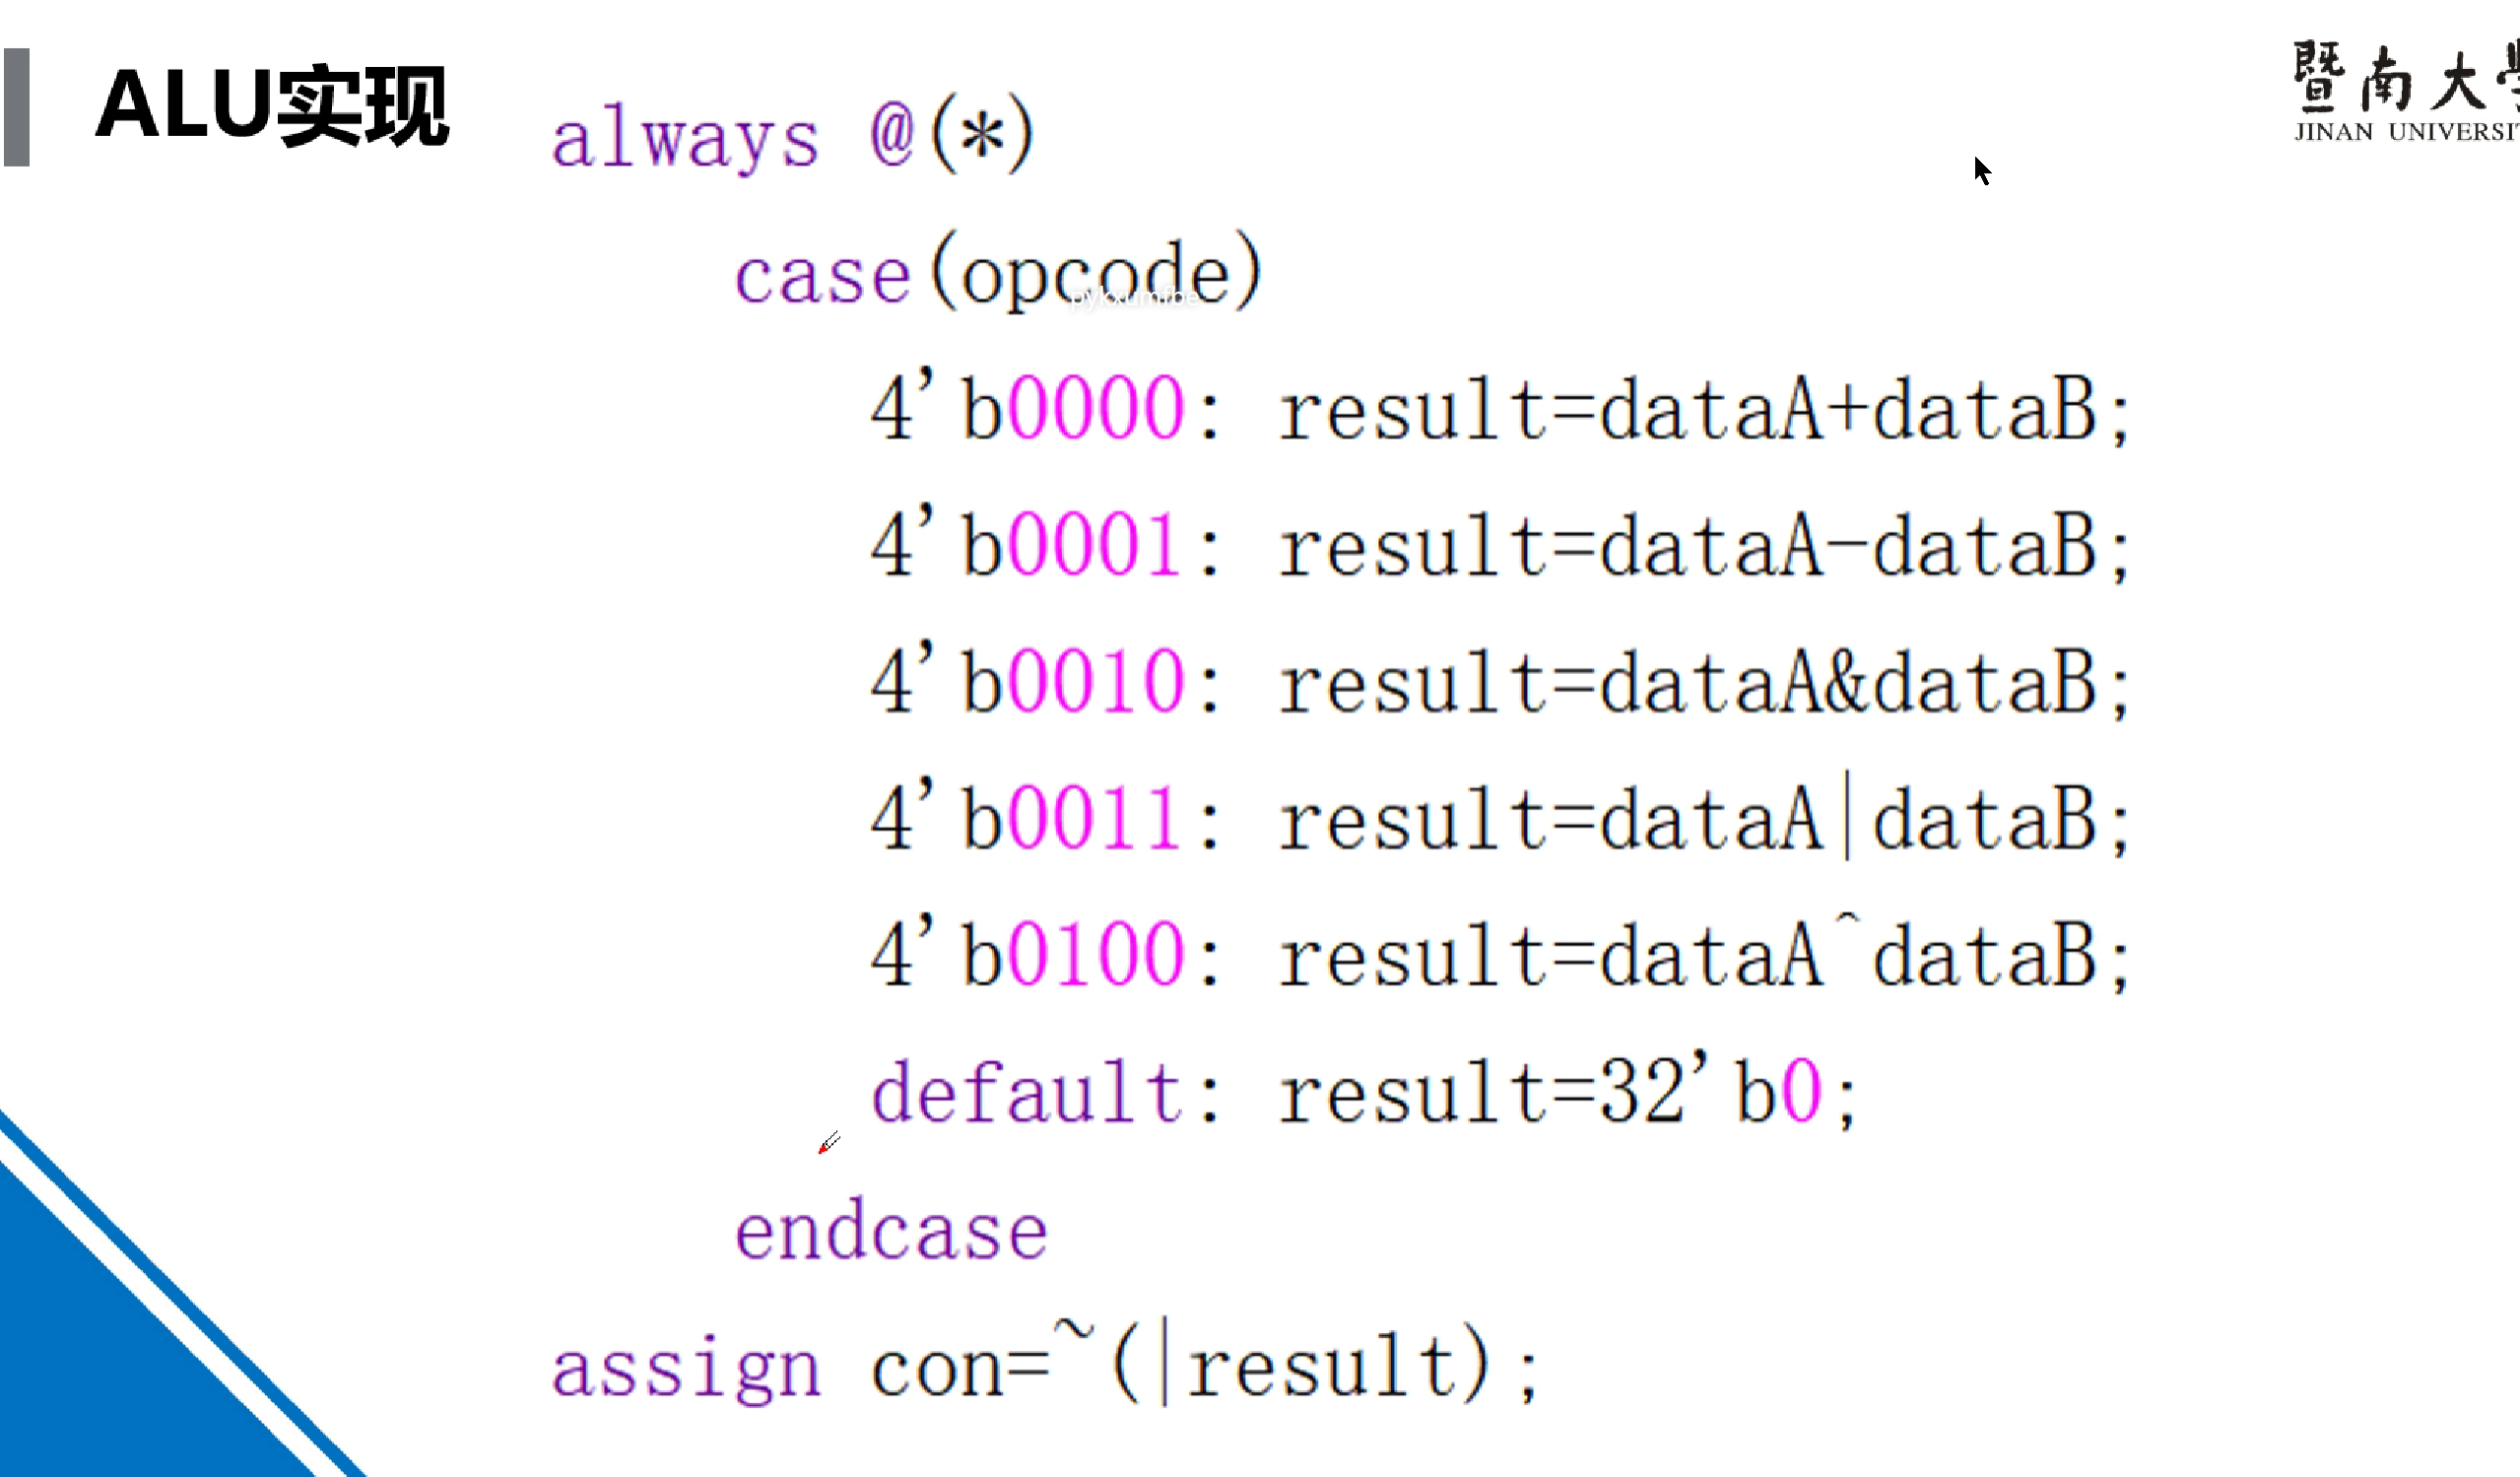 ALU实现
暨南大學
JINAN UNIVERSIT
always @(*)
case(opcode)
4'b0000: result=dataA+dataB;
4'b0001: result=dataA-dataB;
4'b0010: result=dataA&dataB;
4'b0011: result=dataA|dataB;
4'b0100: result=dataA^dataB;
default: result=32'b0;
endcase
assign con=~(|result);